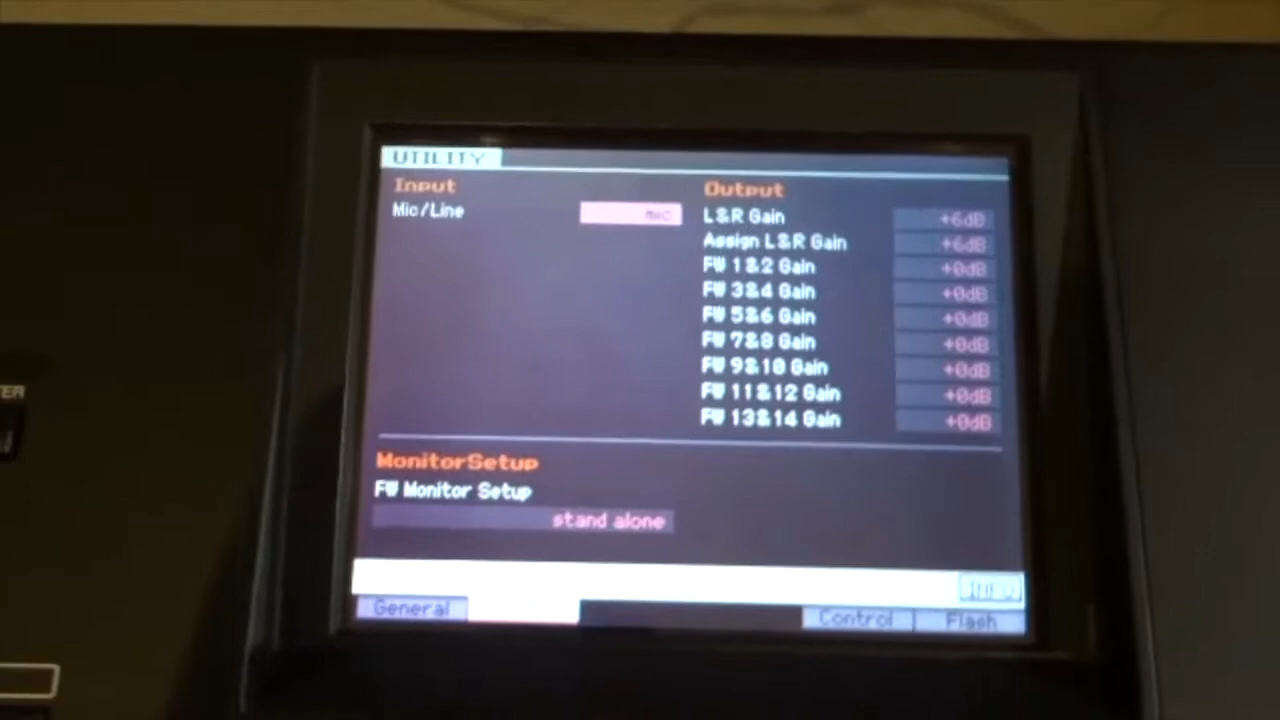 UTILITY
Input
Mic/Line mic
Output
L&R Gain +6dB
Assign L&R Gain +6dB
FW 1&2 Gain +0dB
FW 3&4 Gain +0dB
FW 5&6 Gain +0dB
FW 7&8 Gain +0dB
FW 9&10 Gain +0dB
FW 11&12 Gain +0dB
FW 13&14 Gain +0dB
MonitorSetup
FW Monitor Setup
stand alone
General
Control
Flash